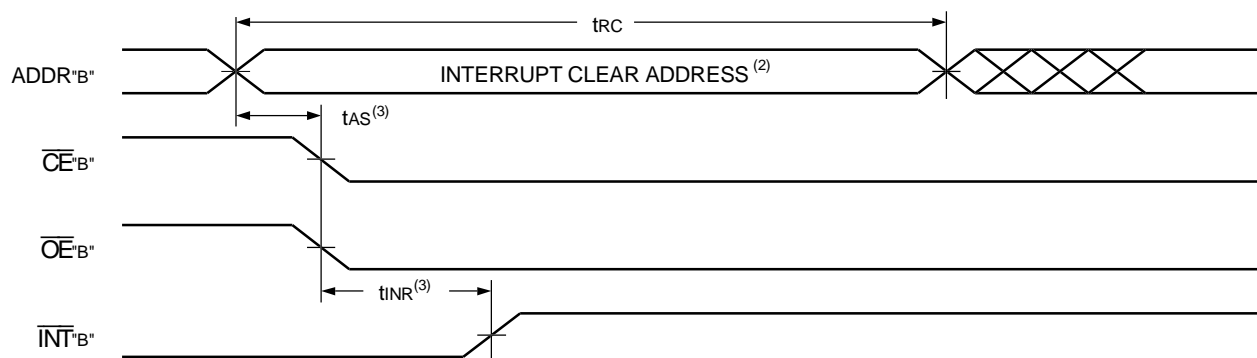 tRC
ADDR"B"
INTERRUPT CLEAR ADDRESS (2)
tAS(3)
CE"B"
OE"B"
tINR(3)
INT"B"